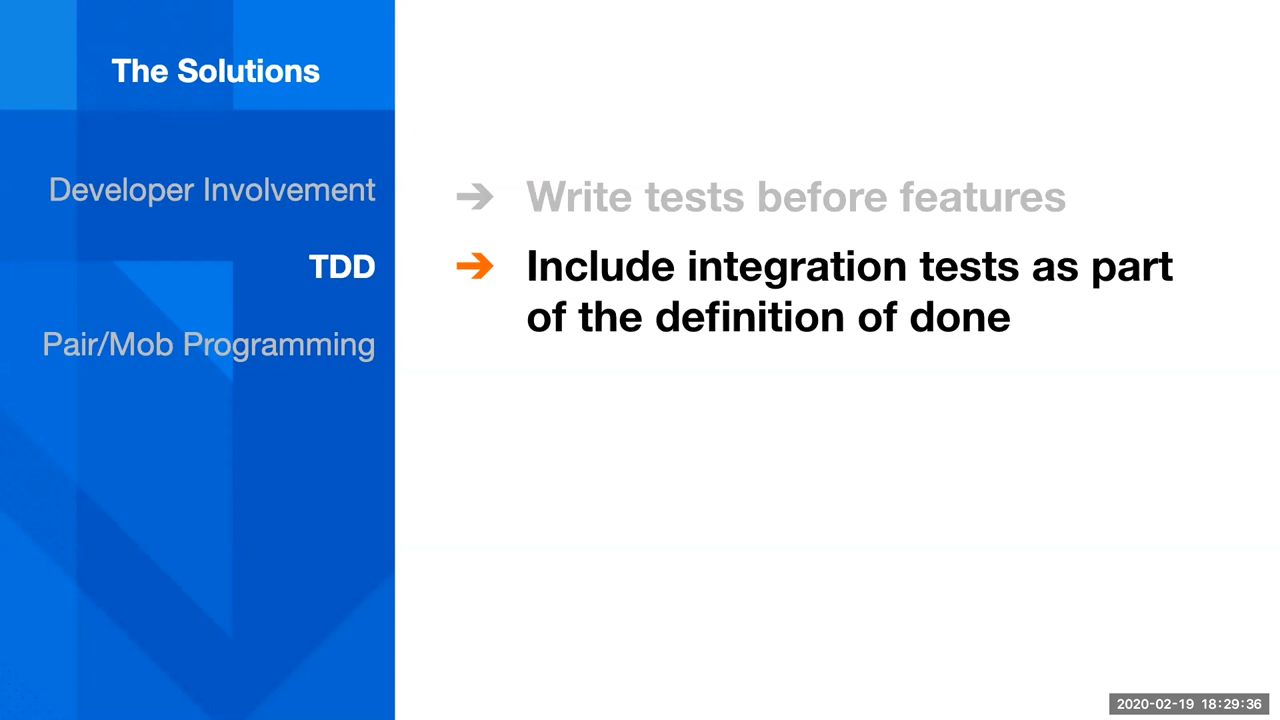 The Solutions
Developer Involvement
TDD
Pair/Mob Programming
➔ Write tests before features
➔ Include integration tests as part
of the definition of done
2020-02-19 18:29:36